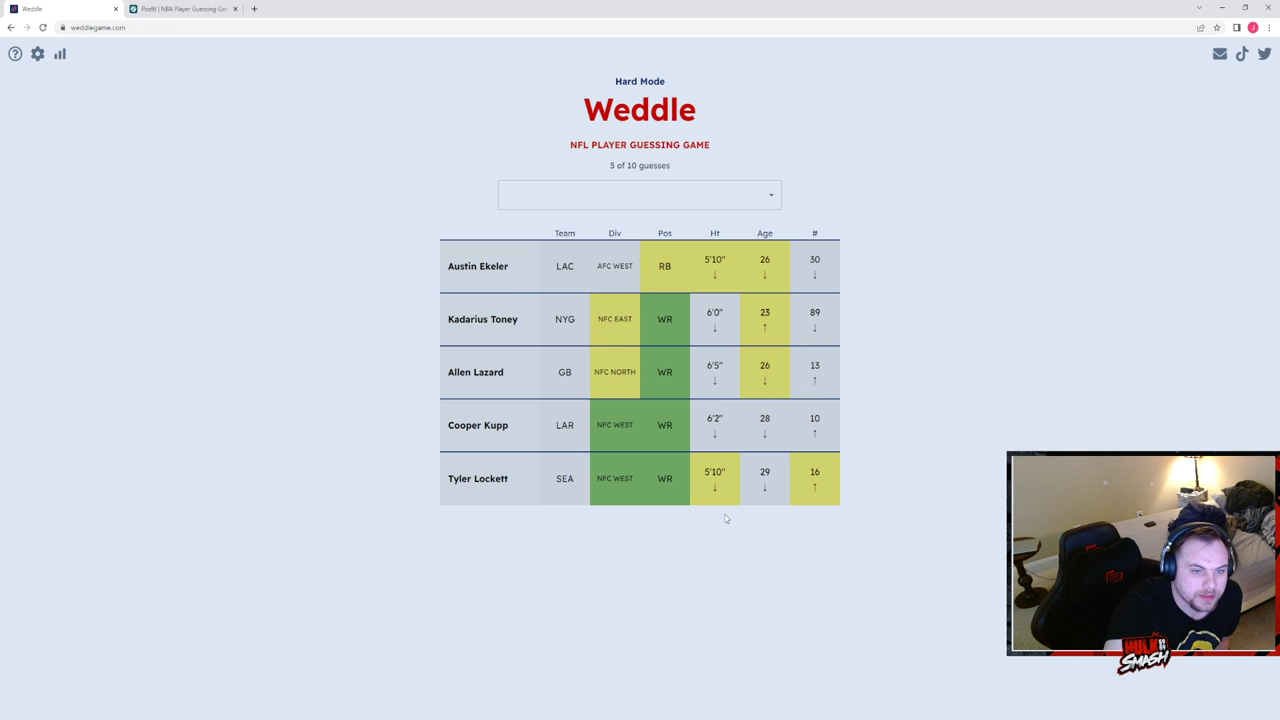 Weddle
Poeltl | NBA Player Guessing Ga
weddlegame.com
J
Hard Mode
Weddle
NFL PLAYER GUESSING GAME
5 of 10 guesses
Team Div Pos Ht Age #
Austin Ekeler LAC AFC WEST RB 5'10" 26 30
↓ ↓ ↓
Kadarius Toney NYG NFC EAST WR 6'0" 23 89
↓ ↑ ↓
Allen Lazard GB NFC NORTH WR 6'5" 26 13
↓ ↓ ↑
Cooper Kupp LAR NFC WEST WR 6'2" 28 10
↓ ↓ ↑
Tyler Lockett SEA NFC WEST WR 5'10" 29 16
↓ ↓ ↑
HULK
SMASH